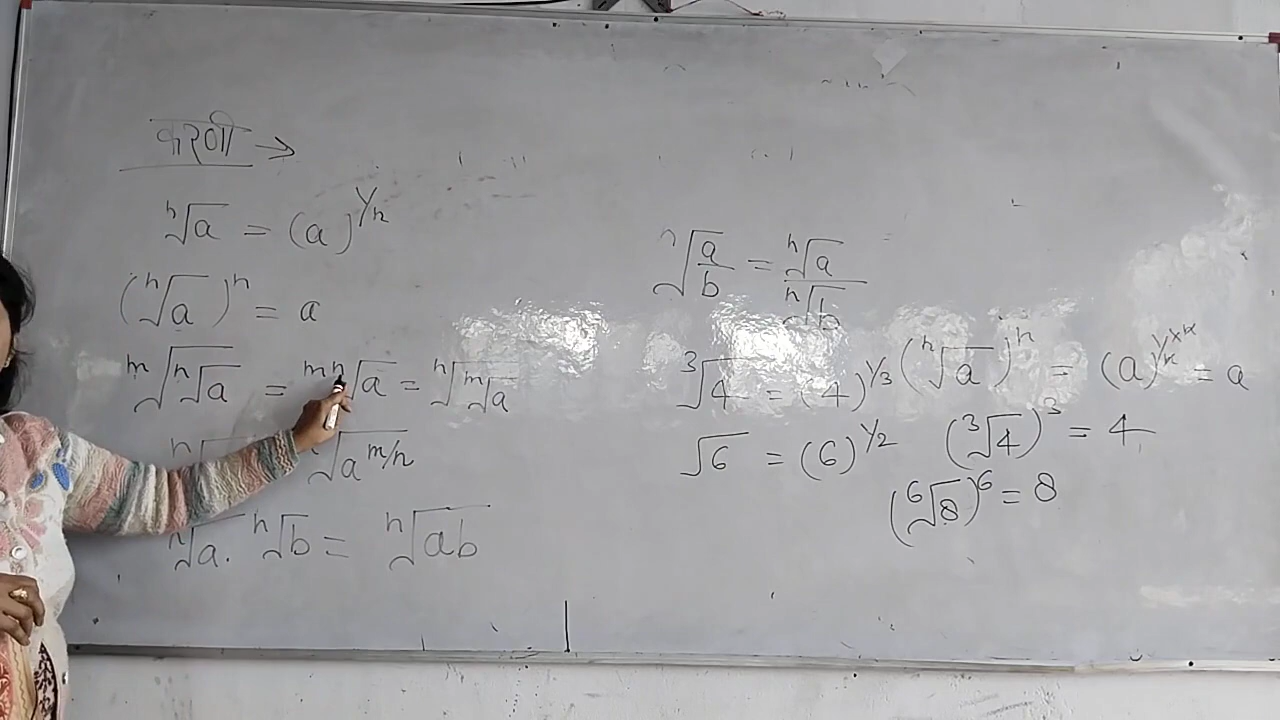 करणी →
ⁿ√a = (a)^1/n
(ⁿ√a)ⁿ = a
ᵐ√ⁿ√a = ᵐⁿ√a = ⁿ√ᵐ√a
√a^m/n
ⁿ√a . ⁿ√b = ⁿ√ab
ⁿ√(a/b) = ⁿ√a / ⁿ√b
³√4 = (4)^1/3
√6 = (6)^1/2
(ⁿ√a)ⁿ = (a)^1/n×n = a
(³√4)³ = 4
(⁶√8)⁶ = 8